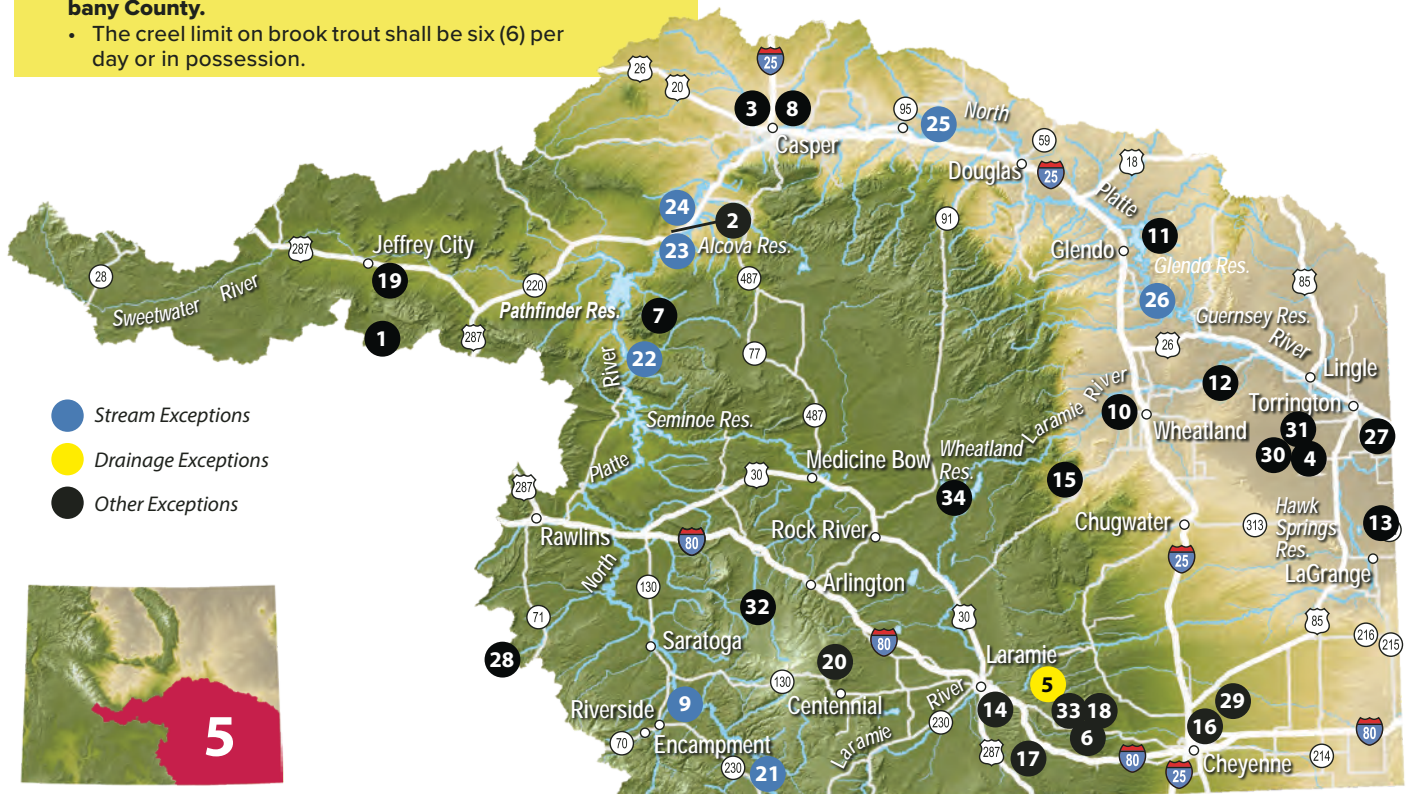 bany County.
• The creel limit on brook trout shall be six (6) per
day or in possession.
26
20
25
3
8
Casper
95
25
North
59
Douglas
25
18
Platte
24
2
23
Alcova Res.
91
11
Glendo
Glendo Res.
287
Jeffrey City
28
19
Sweetwater River
220
487
85
Pathfinder Res.
7
26
Guernsey Res.
1
287
River
22
77
26
River
Lingle
12
Stream Exceptions
Drainage Exceptions
Other Exceptions
Seminoe Res.
487
Laramie River
10
Wheatland
Torrington
31
27
30
4
Platte
287
30
Medicine Bow
Wheatland
Res.
34
15
Rawlins
80
Rock River
Chugwater
313
Hawk
Springs
Res.
13
25
LaGrange
North
130
Arlington
71
32
30
85
216
215
28
Saratoga
80
20
Laramie
5
130
Centennial
River
9
Riverside
230
14
33
18
29
16
6
70
Encampment
Laramie
287
17
80
80
230
21
25
Cheyenne
214
5